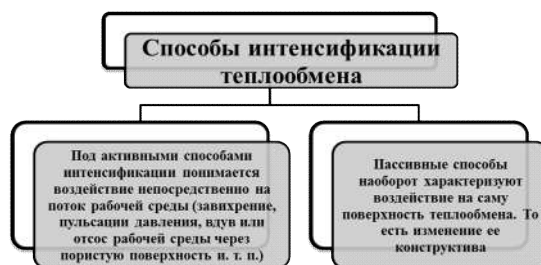 Способы интенсификации
теплообмена
Под активными способами
интенсификации понимается
воздействие непосредственно на
поток рабочей среды (завихрение,
пульсации давления, вдув или
отсос рабочей среды через
пористую поверхность и. т. п.)
Пассивные способы
наоборот характеризуют
воздействие на саму
поверхность теплообмена. То
есть изменение ее
конструктива